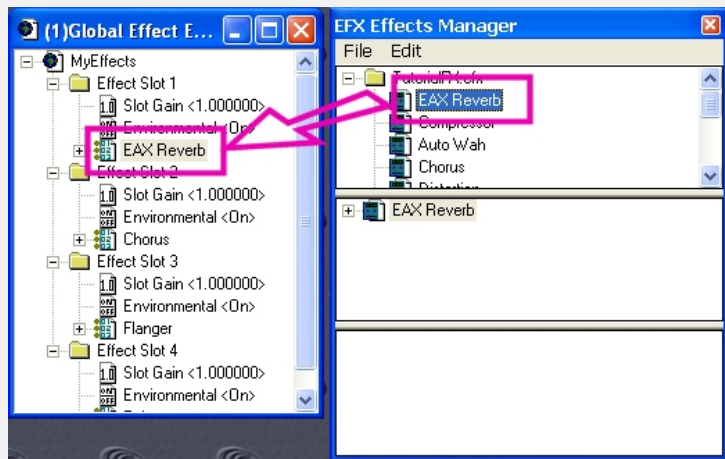 (1)Global Effect E...
MyEffects
Effect Slot 1
Slot Gain <1.000000>
Environmental <On>
EAX Reverb
Effect Slot 2
Slot Gain <1.000000>
Environmental <On>
Chorus
Effect Slot 3
Slot Gain <1.000000>
Environmental <On>
Flanger
Effect Slot 4
Slot Gain <1.000000>
Environmental <On>
EFX Effects Manager
File Edit
EAX Reverb
Compressor
Auto Wah
Chorus
Distortion
EAX Reverb